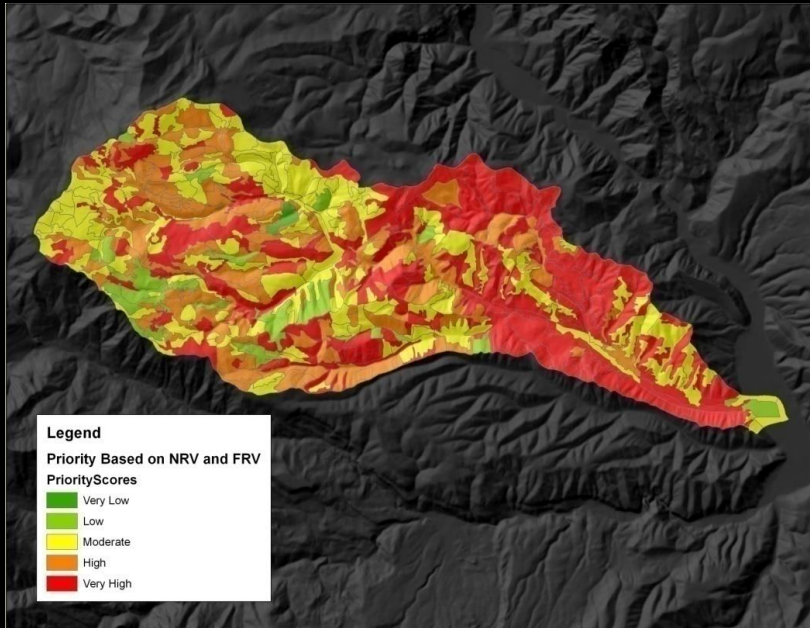 Legend
Priority Based on NRV and FRV
PriorityScores
Very Low
Low
Moderate
High
Very High